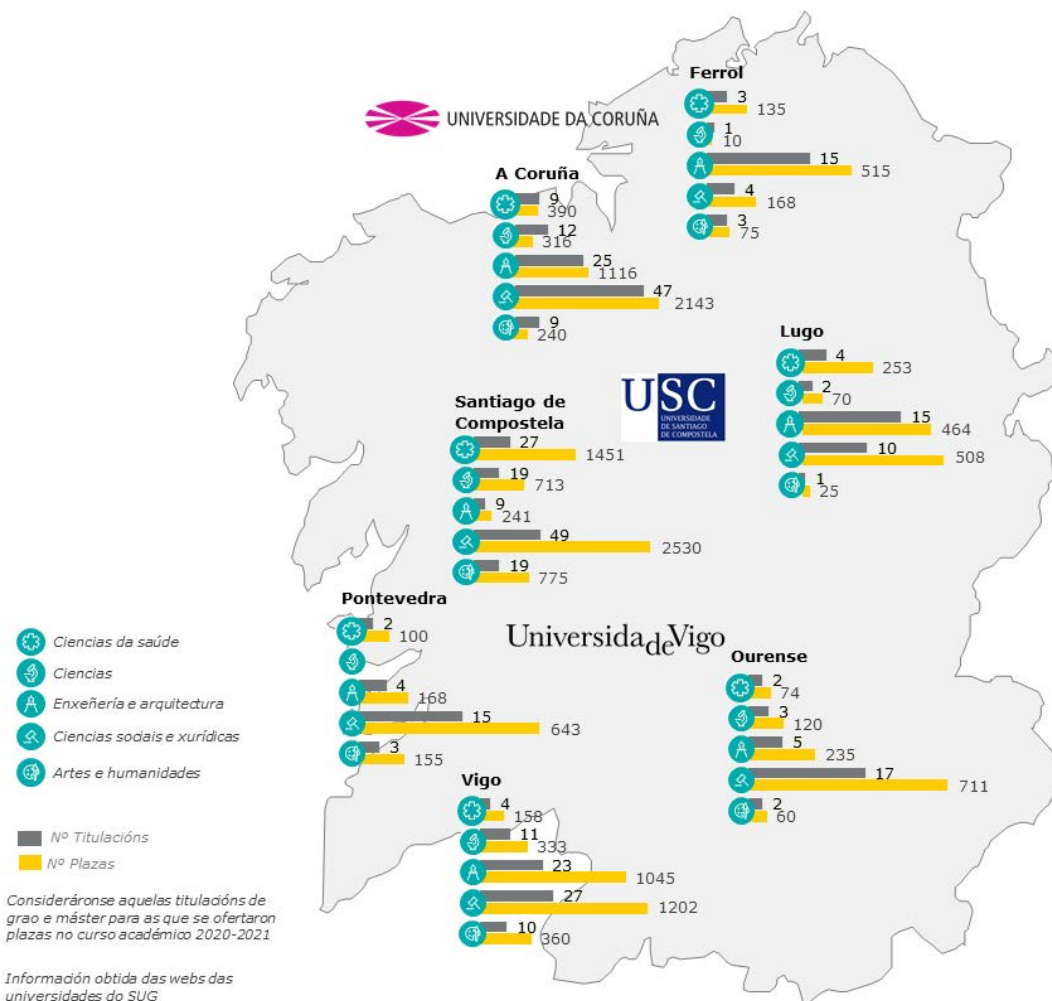 Ferrol
3
135
1
10
15
515
4
168
3
75
UNIVERSIDADE DA CORUÑA
A Coruña
9
390
12
316
25
1116
47
2143
9
240
Lugo
4
253
2
70
15
464
10
508
1
25
USC
UNIVERSIDADE
DE SANTIAGO
DE COMPOSTELA
Santiago de
Compostela
27
1451
19
713
9
241
49
2530
19
775
Pontevedra
2
100
4
168
15
643
3
155
UniversidadeVigo
Ourense
2
74
3
120
5
235
17
711
2
60
Vigo
4
158
11
333
23
1045
27
1202
10
360
Ciencias da saúde
Ciencias
Enxeñería e arquitectura
Ciencias sociais e xurídicas
Artes e humanidades
Nº Titulacións
Nº Plazas
Consideráronse aquelas titulacións de
grao e máster para as que se ofertaron
plazas no curso académico 2020-2021
Información obtida das webs das
universidades do SUG